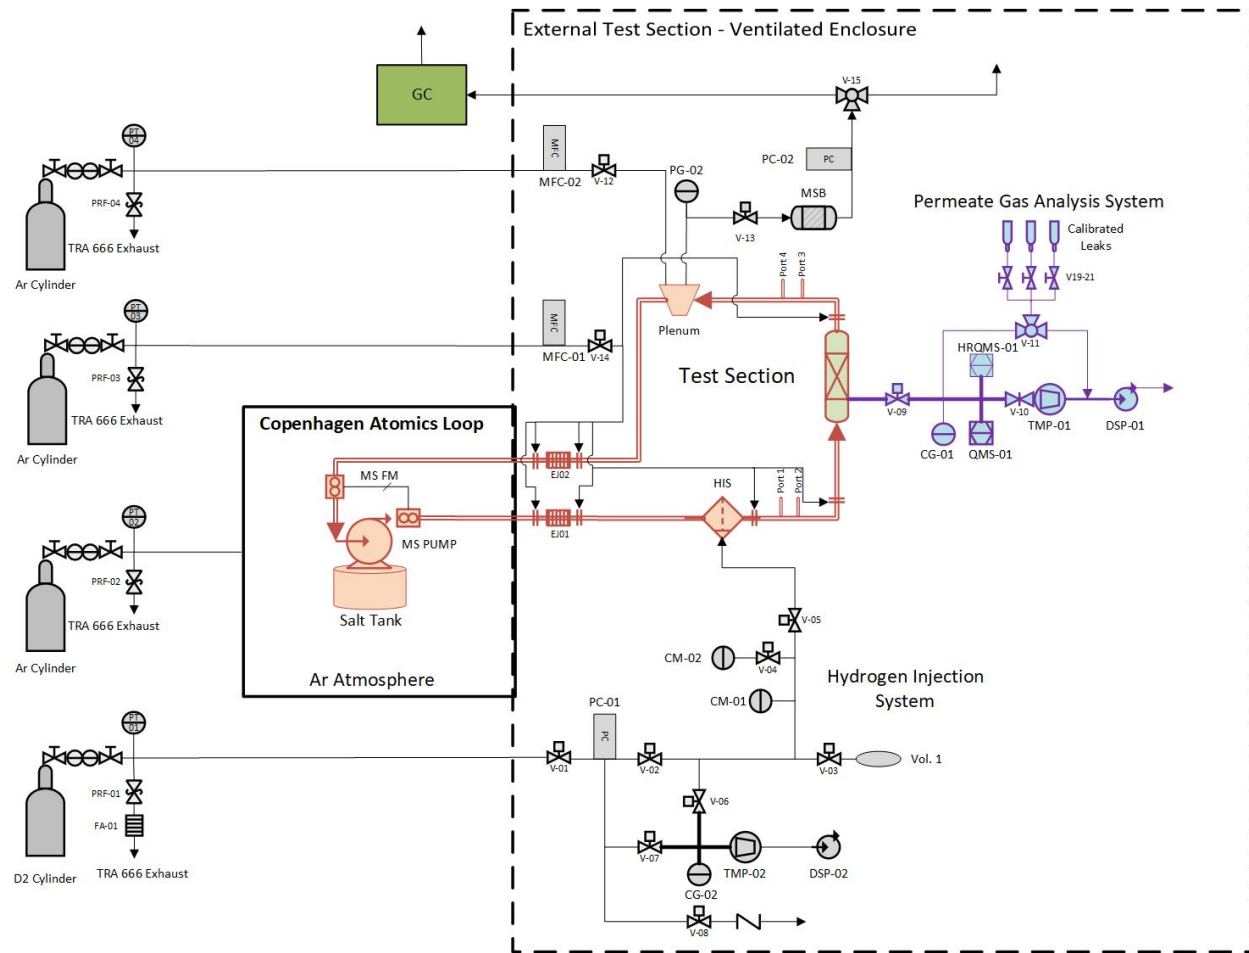 External Test Section - Ventilated Enclosure
GC
V-15
PT
04
MFC
MFC-02
V-12
PG-02
PC-02
PC
MSB
V-13
PRF-04
TRA 666 Exhaust
Ar Cylinder
Permeate Gas Analysis System
Calibrated
Leaks
V19-21
Port 4
Port 3
PT
03
MFC
MFC-01
V-14
Plenum
V-11
HRQMS-01
PRF-03
TRA 666 Exhaust
Ar Cylinder
Test Section
V-09
V-10
TMP-01
DSP-01
CG-01
QMS-01
Copenhagen Atomics Loop
MS FM
EJ02
HIS
Port 1
Port 2
PT
02
MS PUMP
EJ01
PRF-02
TRA 666 Exhaust
Ar Cylinder
Salt Tank
Ar Atmosphere
V-05
CM-02
V-04
CM-01
Hydrogen Injection
System
PT
01
PC-01
PC
V-01
V-02
V-03
Vol. 1
PRF-01
FA-01
TRA 666 Exhaust
D2 Cylinder
V-06
V-07
TMP-02
DSP-02
CG-02
V-08